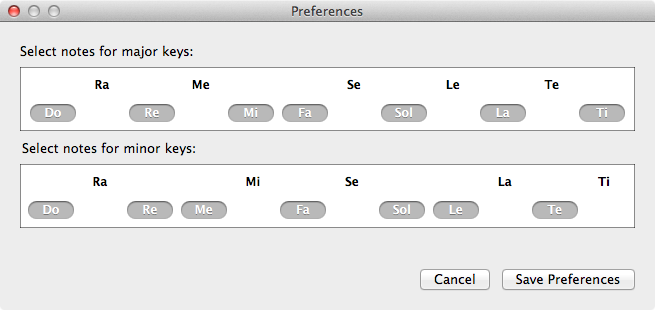 Preferences
Select notes for major keys:
Ra Me Se Le Te
Do Re Mi Fa Sol La Ti
Select notes for minor keys:
Ra Mi Se La Ti
Do Re Me Fa Sol Le Te
Cancel Save Preferences